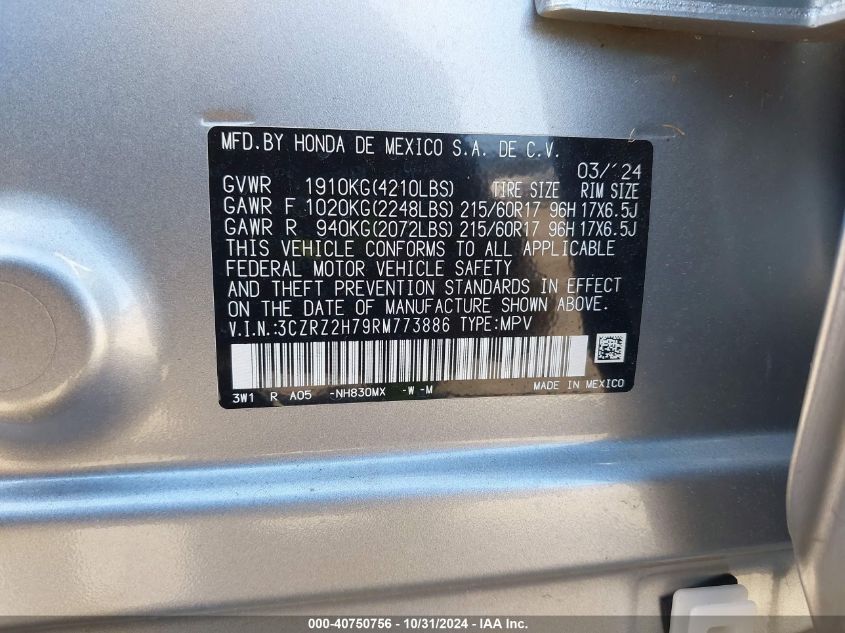 MFD.BY HONDA DE MEXICO S.A. DE C.V.
03/'24
GVWR 1910KG(4210LBS) TIRE SIZE RIM SIZE
GAWR F 1020KG(2248LBS) 215/60R17 96H 17X6.5J
GAWR R 940KG(2072LBS) 215/60R17 96H 17X6.5J
THIS VEHICLE CONFORMS TO ALL APPLICABLE
FEDERAL MOTOR VEHICLE SAFETY
AND THEFT PREVENTION STANDARDS IN EFFECT
ON THE DATE OF MANUFACTURE SHOWN ABOVE.
V.I.N.:3CZRZ2H79RM773886 TYPE:MPV
3W1 R A05 -NH830MX -W -M MADE IN MEXICO
000-40750756 - 10/31/2024 - IAA Inc.